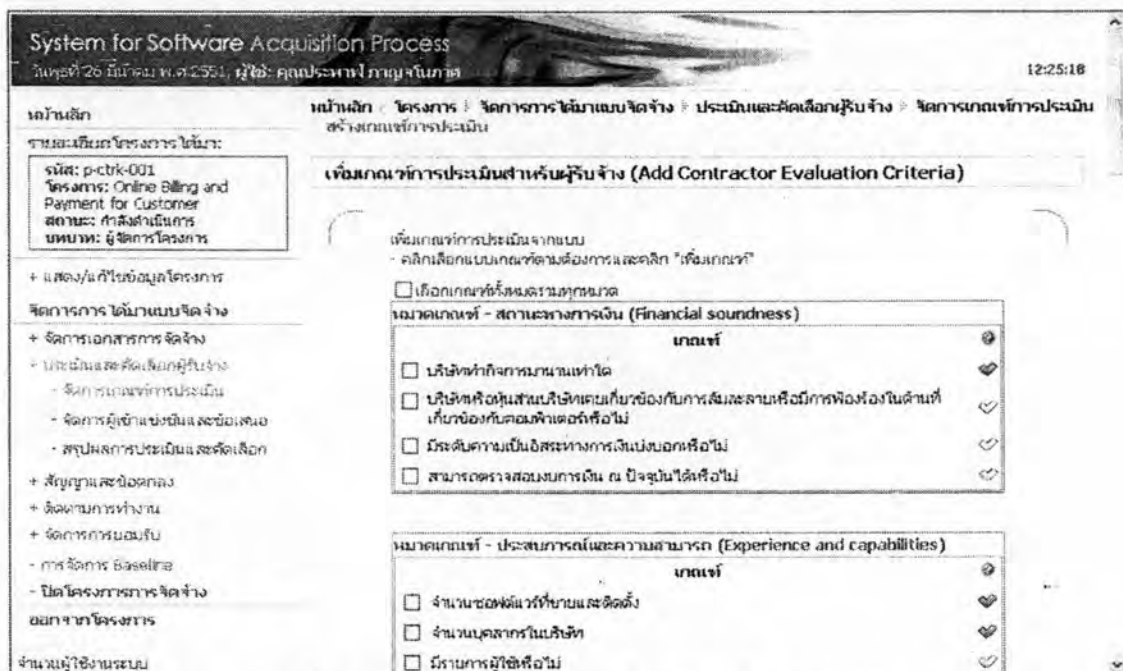 System for Software Acquisition Process
วันพุธที่ 26 มีนาคม พ.ศ.2551, ผู้ใช้: คุณประพาฬ กาญจโนภาศ
12:25:18
หน้าหลัก
รายละเอียดโครงการได้มา:
รหัส: p-ctrk-001
โครงการ: Online Billing and
Payment for Customer
สถานะ: กำลังดำเนินการ
บทบาท: ผู้จัดการโครงการ
+ แสดง/แก้ไขข้อมูลโครงการ
จัดการการได้มาแบบจัดจ้าง
+ จัดการเอกสารการจัดจ้าง
- ประเมินและคัดเลือกผู้รับจ้าง
- จัดการเกณฑ์การประเมิน
- จัดการผู้เข้าแข่งขันและข้อเสนอ
- สรุปผลการประเมินและคัดเลือก
+ สัญญาและข้อตกลง
+ ติดตามการทำงาน
+ จัดการการยอมรับ
- การจัดการ Baseline
- ปิดโครงการการจัดจ้าง
ออกจากโครงการ
จำนวนผู้ใช้งานระบบ
หน้าหลัก › โครงการ › จัดการการได้มาแบบจัดจ้าง › ประเมินและคัดเลือกผู้รับจ้าง › จัดการเกณฑ์การประเมิน
สร้างเกณฑ์การประเมิน
เพิ่มเกณฑ์การประเมินสำหรับผู้รับจ้าง (Add Contractor Evaluation Criteria)
เพิ่มเกณฑ์การประเมินจากแบบ
- คลิกเลือกแบบเกณฑ์ตามต้องการและคลิก "เพิ่มเกณฑ์"
เลือกเกณฑ์ทั้งหมดรวมทุกหมวด
หมวดเกณฑ์ - สถานะทางการเงิน (Financial soundness)
เกณฑ์
บริษัททำกิจการมานานเท่าใด
บริษัทหรือหุ้นส่วนบริษัทเคยเกี่ยวข้องกับการล้มละลายหรือมีการฟ้องร้องในด้านที่
เกี่ยวข้องกับคอมพิวเตอร์หรือไม่
มีระดับความเป็นอิสระทางการเงินบ่งบอกหรือไม่
สามารถตรวจสอบงบการเงิน ณ ปัจจุบันได้หรือไม่
หมวดเกณฑ์ - ประสบการณ์และความสามารถ (Experience and capabilities)
เกณฑ์
จำนวนซอฟต์แวร์ที่ขายและติดตั้ง
จำนวนบุคลากรในบริษัท
มีรายการผู้ใช้หรือไม่